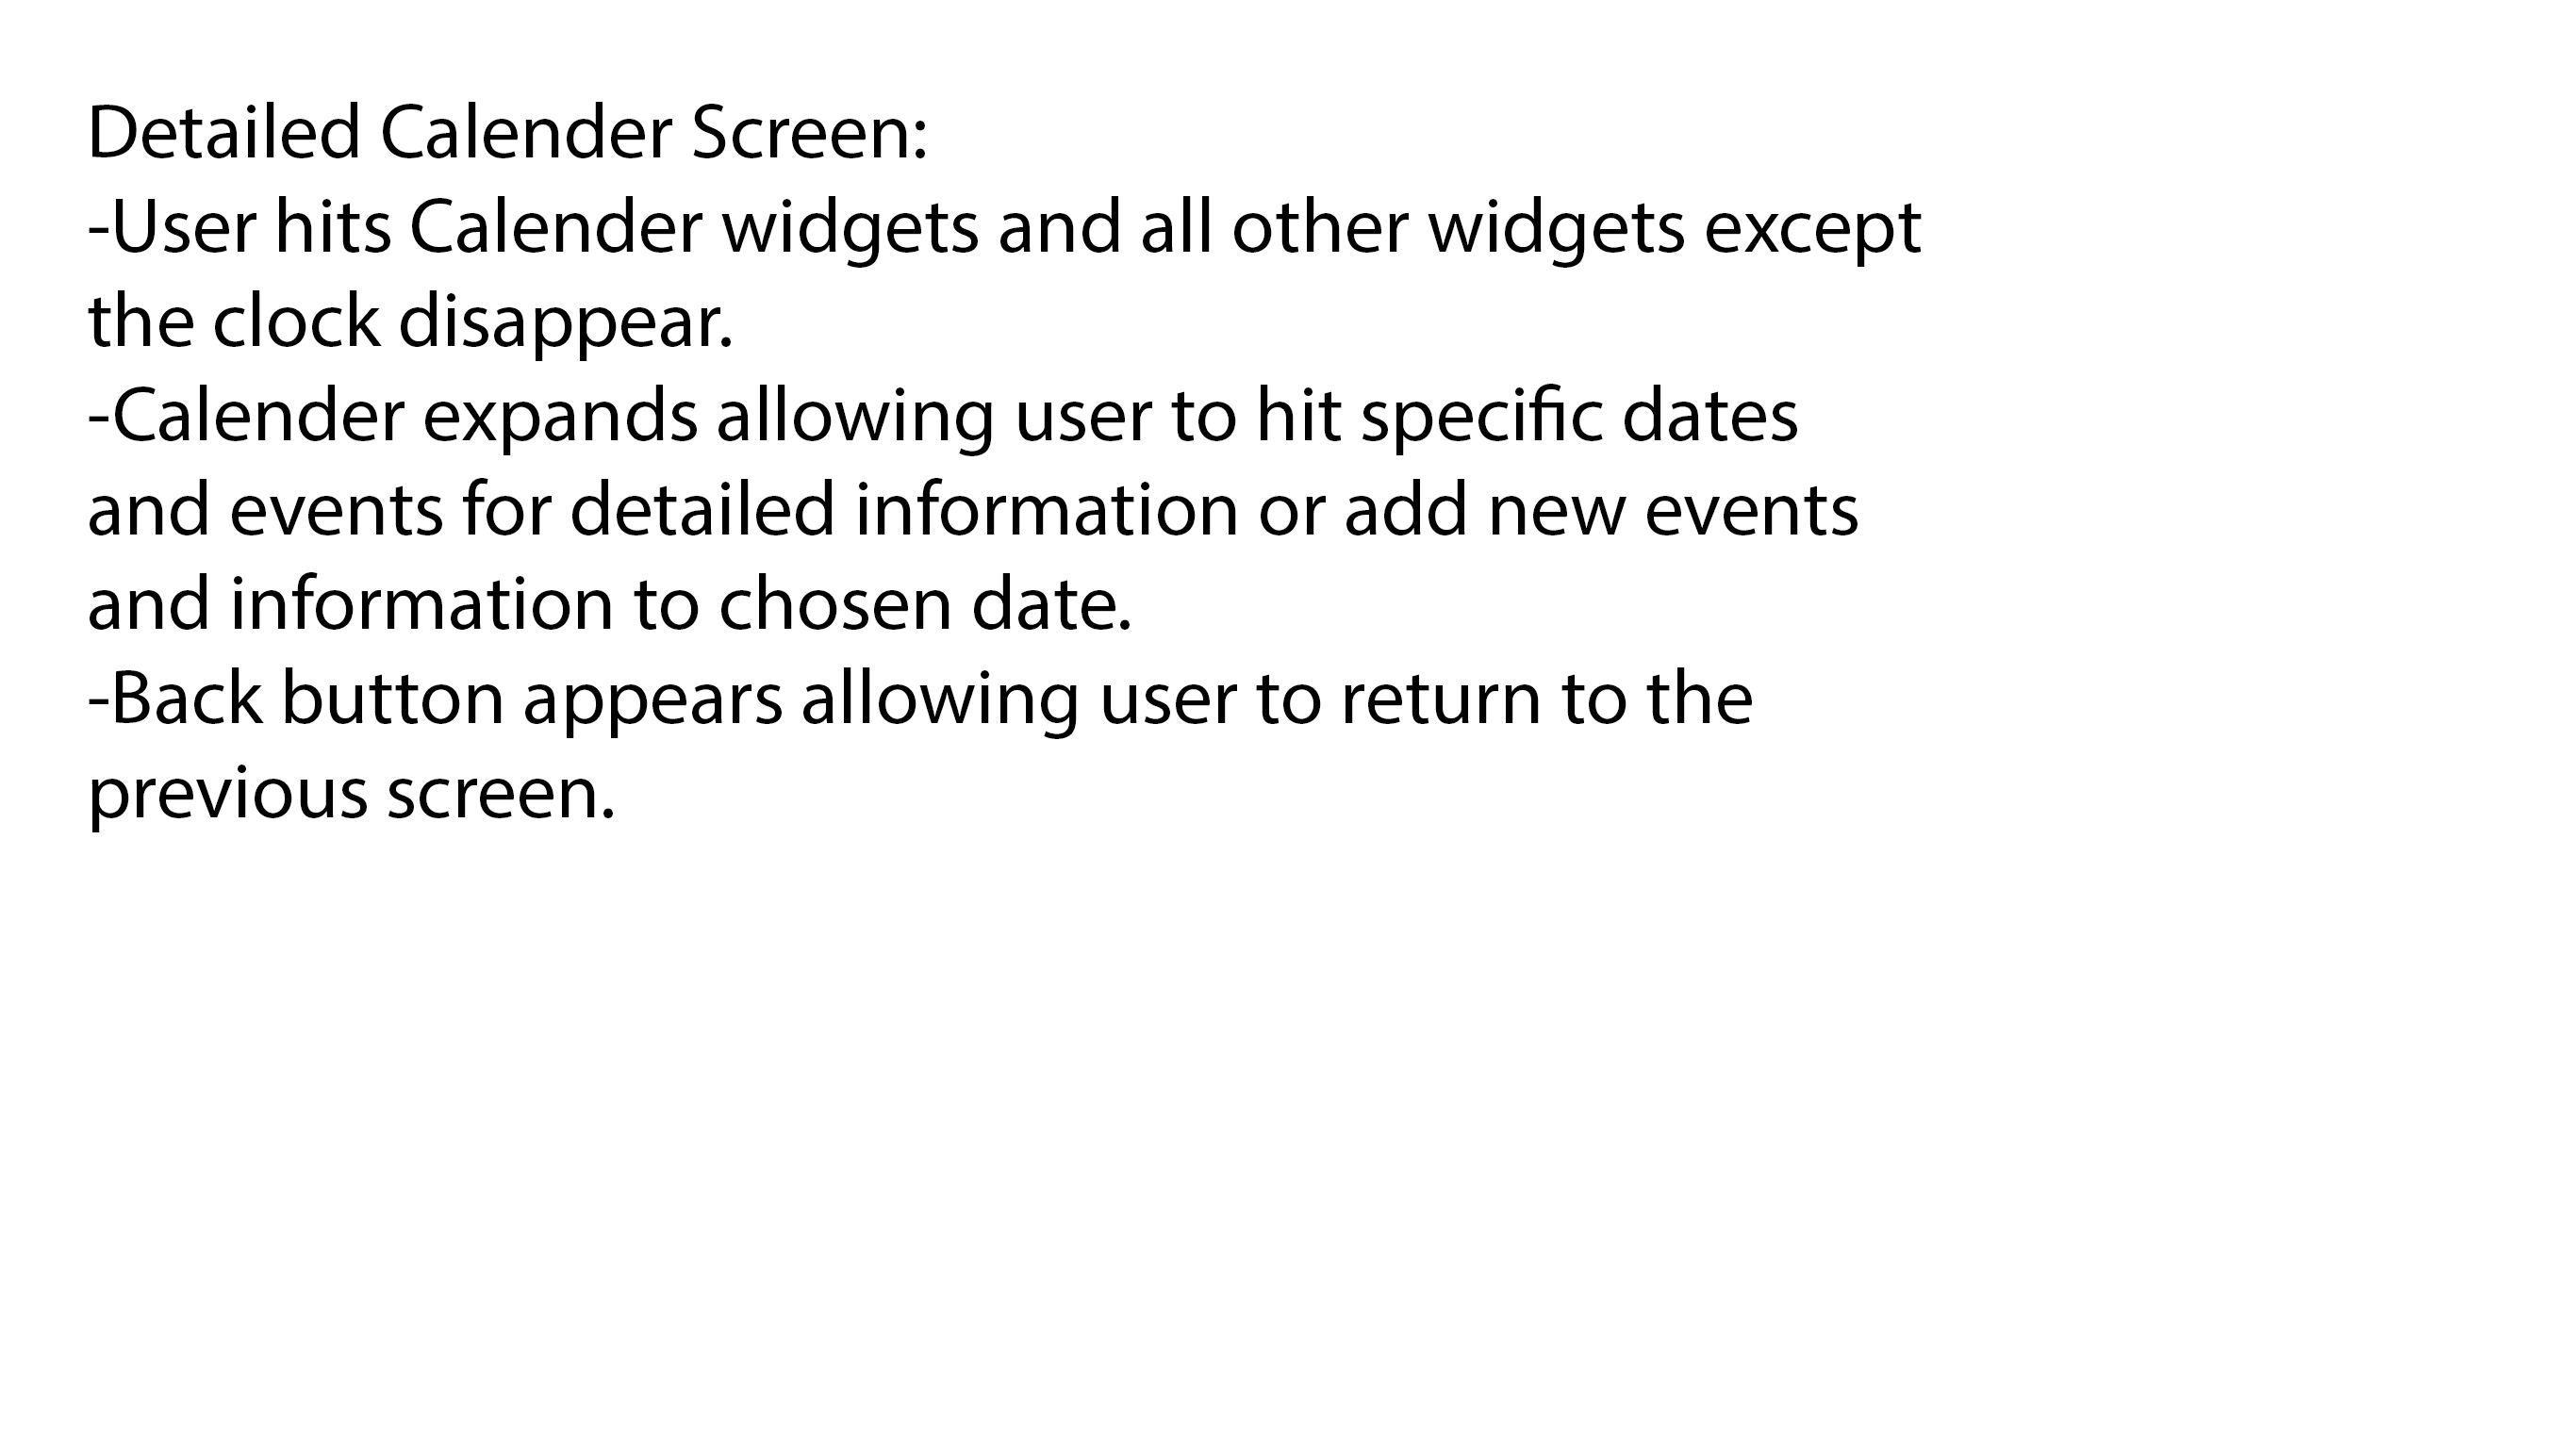 Detailed Calender Screen:
-User hits Calender widgets and all other widgets except
the clock disappear.
-Calender expands allowing user to hit specific dates
and events for detailed information or add new events
and information to chosen date.
-Back button appears allowing user to return to the
previous screen.